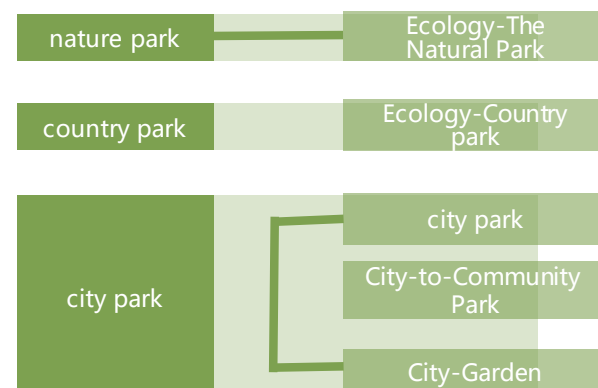 nature park
Ecology-The
Natural Park
country park
Ecology-Country
park
city park
city park
City-to-Community
Park
City-Garden